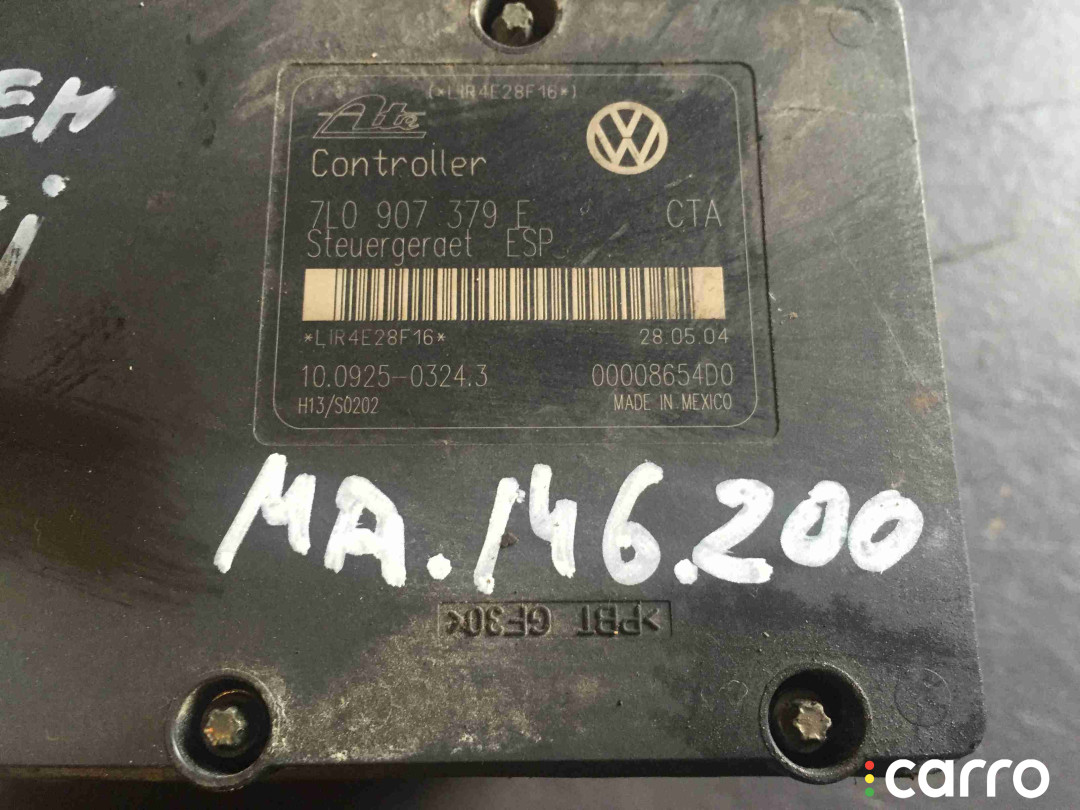 (*LIR4E28F16*)
Ate
Controller
7L0 907 379 E CTA
Steuergeraet ESP
*LIR4E28F16* 28.05.04
10.0925-0324.3 00008654D0
H13/S0202 MADE IN MEXICO
MA.146.200
>PBT GF30<
carro